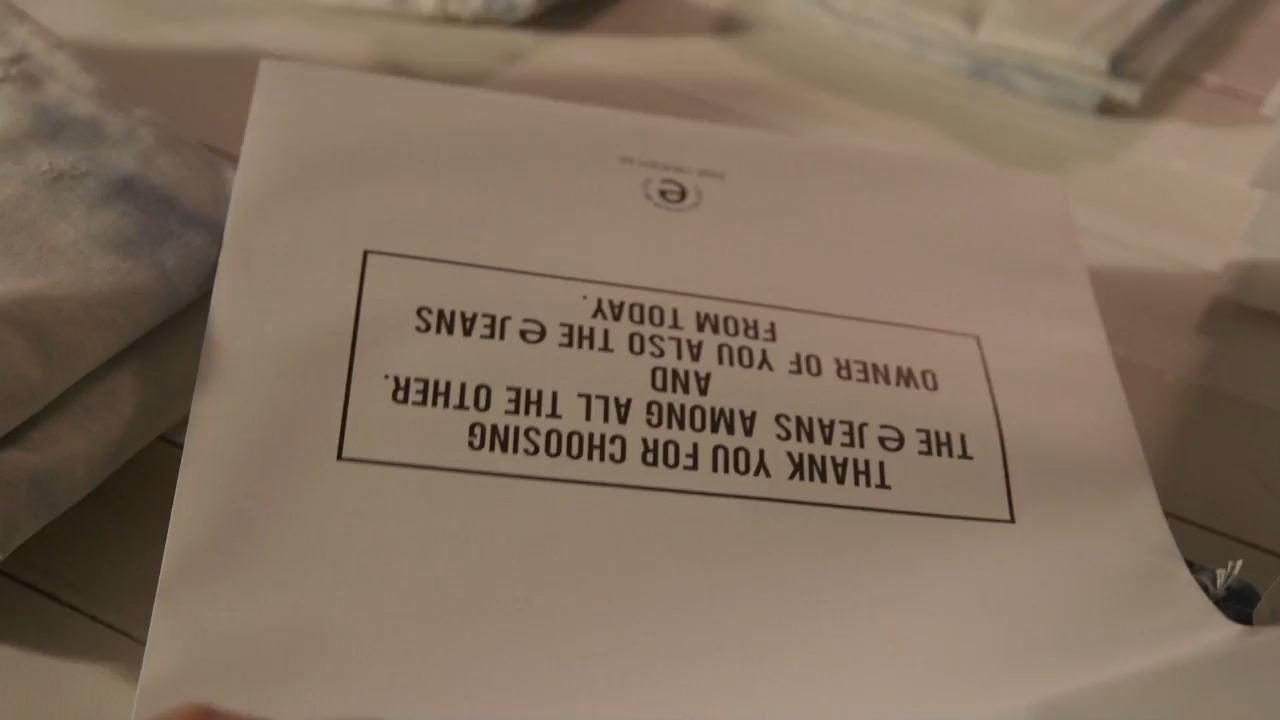 THANK YOU FOR CHOOSING
THE e JEANS AMONG ALL THE OTHER.
AND
OWNER OF YOU ALSO THE e JEANS
FROM TODAY.
e